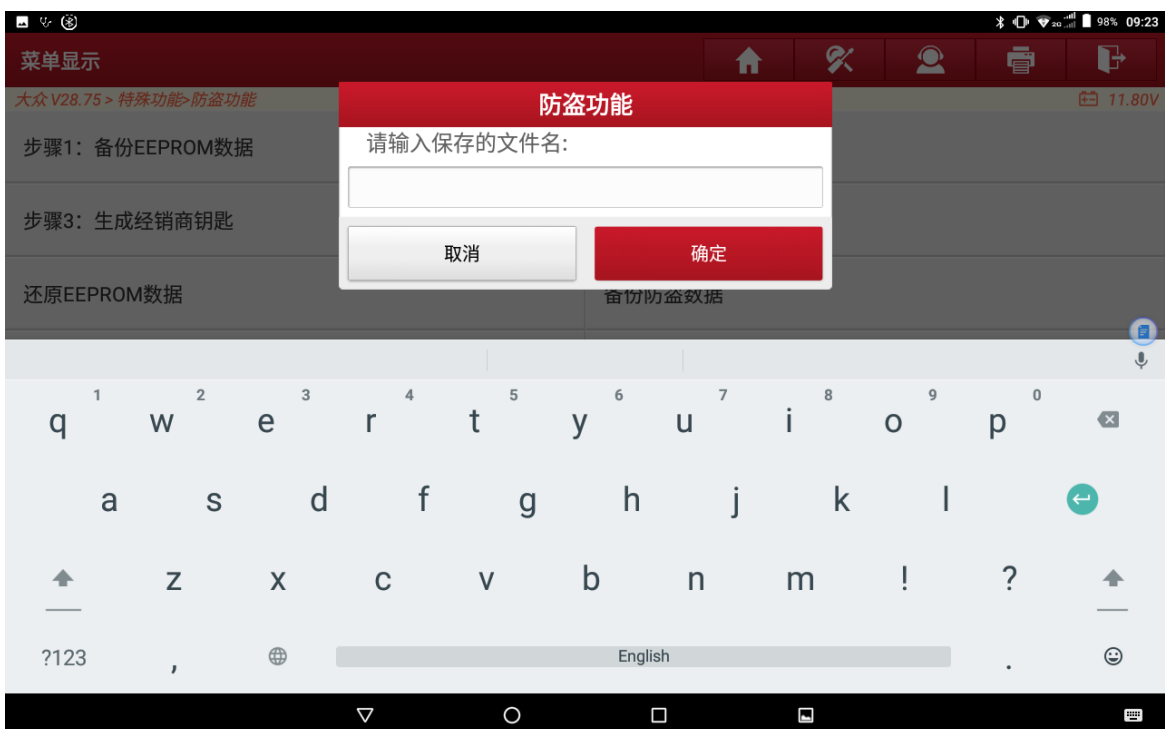 98% 09:23
菜单显示
大众 V28.75 > 特殊功能>防盗功能
11.80V
防盗功能
请输入保存的文件名:
取消
确定
步骤1：备份EEPROM数据
步骤3：生成经销商钥匙
还原EEPROM数据
备份防盗数据
1 2 3 4 5 6 7 8 9 0
q w e r t y u i o p
a s d f g h j k l
z x c v b n m ! ?
?123 , English .